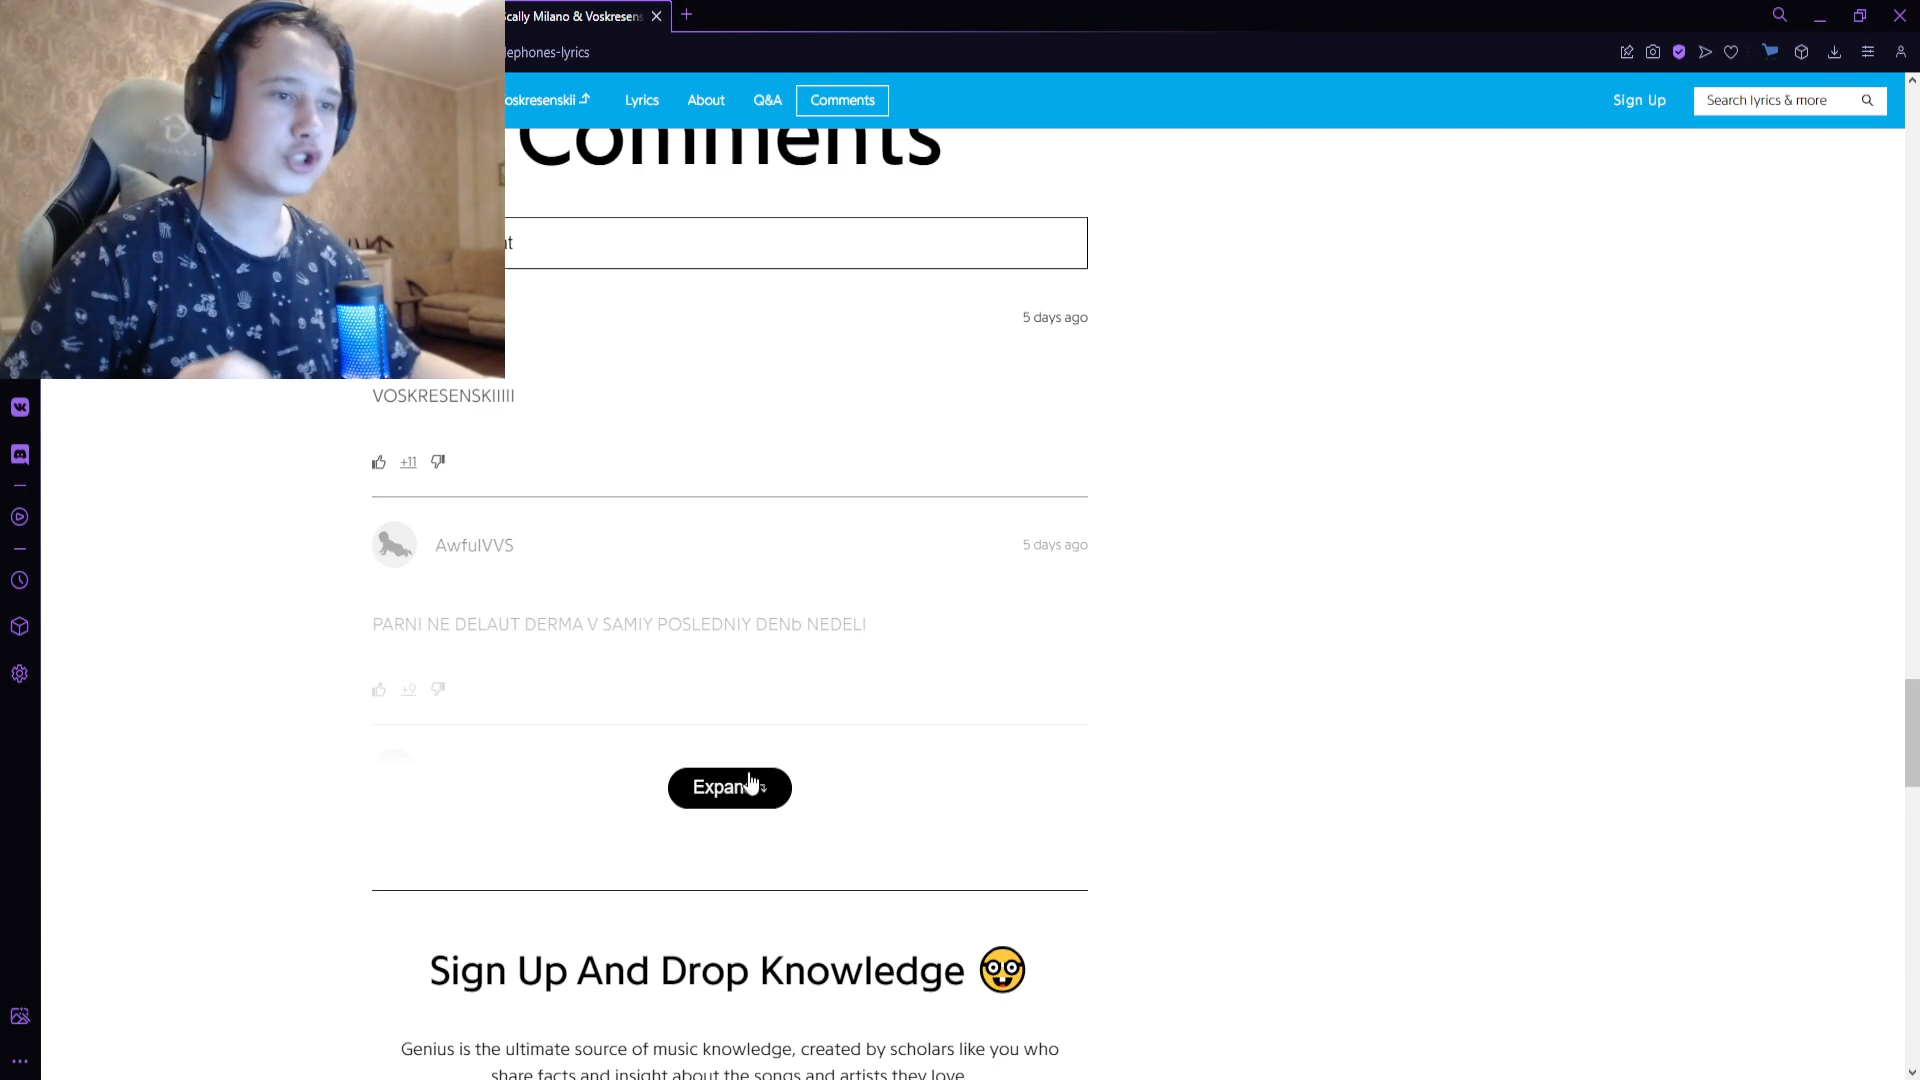 Scally Milano & Voskresens
lephones-lyrics
oskresenskii
Lyrics
About
Q&A
Comments
Sign Up
Search lyrics & more
Comments
5 days ago
VOSKRESENSKIIIII
+11
AwfulVVS
5 days ago
PARNI NE DELAUT DERMA V SAMIY POSLEDNIY DENb NEDELI
+9
Expand
Sign Up And Drop Knowledge 🤓
Genius is the ultimate source of music knowledge, created by scholars like you who
share facts and insight about the songs and artists they love.